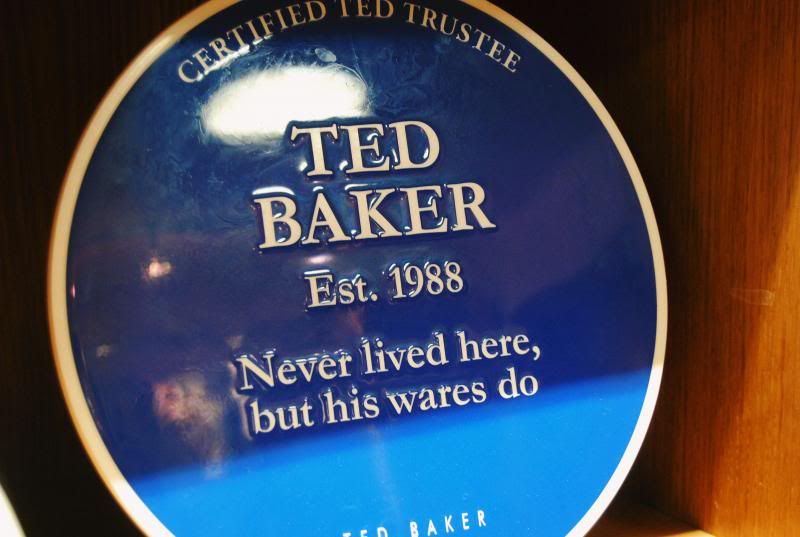 CERTIFIED TED TRUSTEE
TED
BAKER
Est. 1988
Never lived here,
but his wares do
TED BAKER